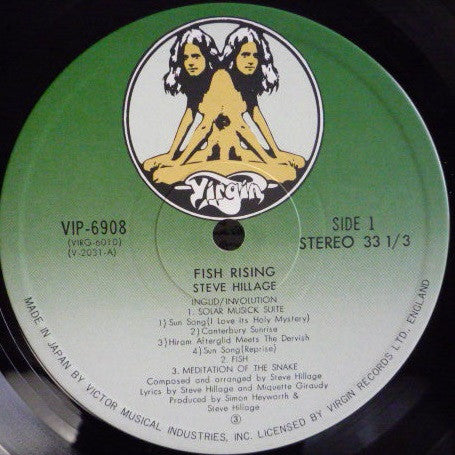 Virgin
VIP-6908
(VIRG-6010)
(V-2031-A)
SIDE 1
STEREO 33 1/3
FISH RISING
STEVE HILLAGE
INGLID/INVOLUTION
1. SOLAR MUSICK SUITE
1) Sun Song (I Love its Holy Mystery)
2) Canterbury Sunrise
3) Hiram Afterglid Meets The Dervish
4) Sun Song (Reprise)
2. FISH
3. MEDITATION OF THE SNAKE
Composed and arranged by Steve Hillage
Lyrics by Steve Hillage and Miquette Giraudy
Produced by Simon Heyworth &
Steve Hillage
③
MADE IN JAPAN BY VICTOR MUSICAL INDUSTRIES, INC. LICENSED BY VIRGIN RECORDS LTD., ENGLAND